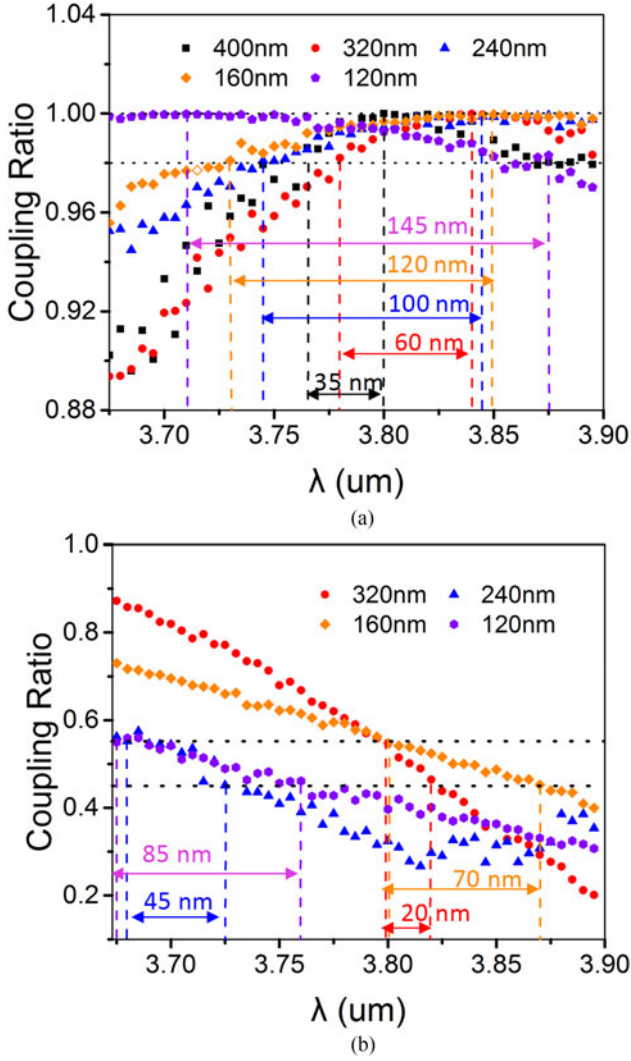 1.04
400nm 320nm 240nm
160nm 120nm
1.00
0.96
0.92
0.88
Coupling Ratio
145 nm
120 nm
100 nm
60 nm
35 nm
3.70 3.75 3.80 3.85 3.90
λ (um)
(a)
1.0
320nm 240nm
160nm 120nm
0.8
0.6
0.4
0.2
Coupling Ratio
85 nm
70 nm
45 nm
20 nm
3.70 3.75 3.80 3.85 3.90
λ (um)
(b)